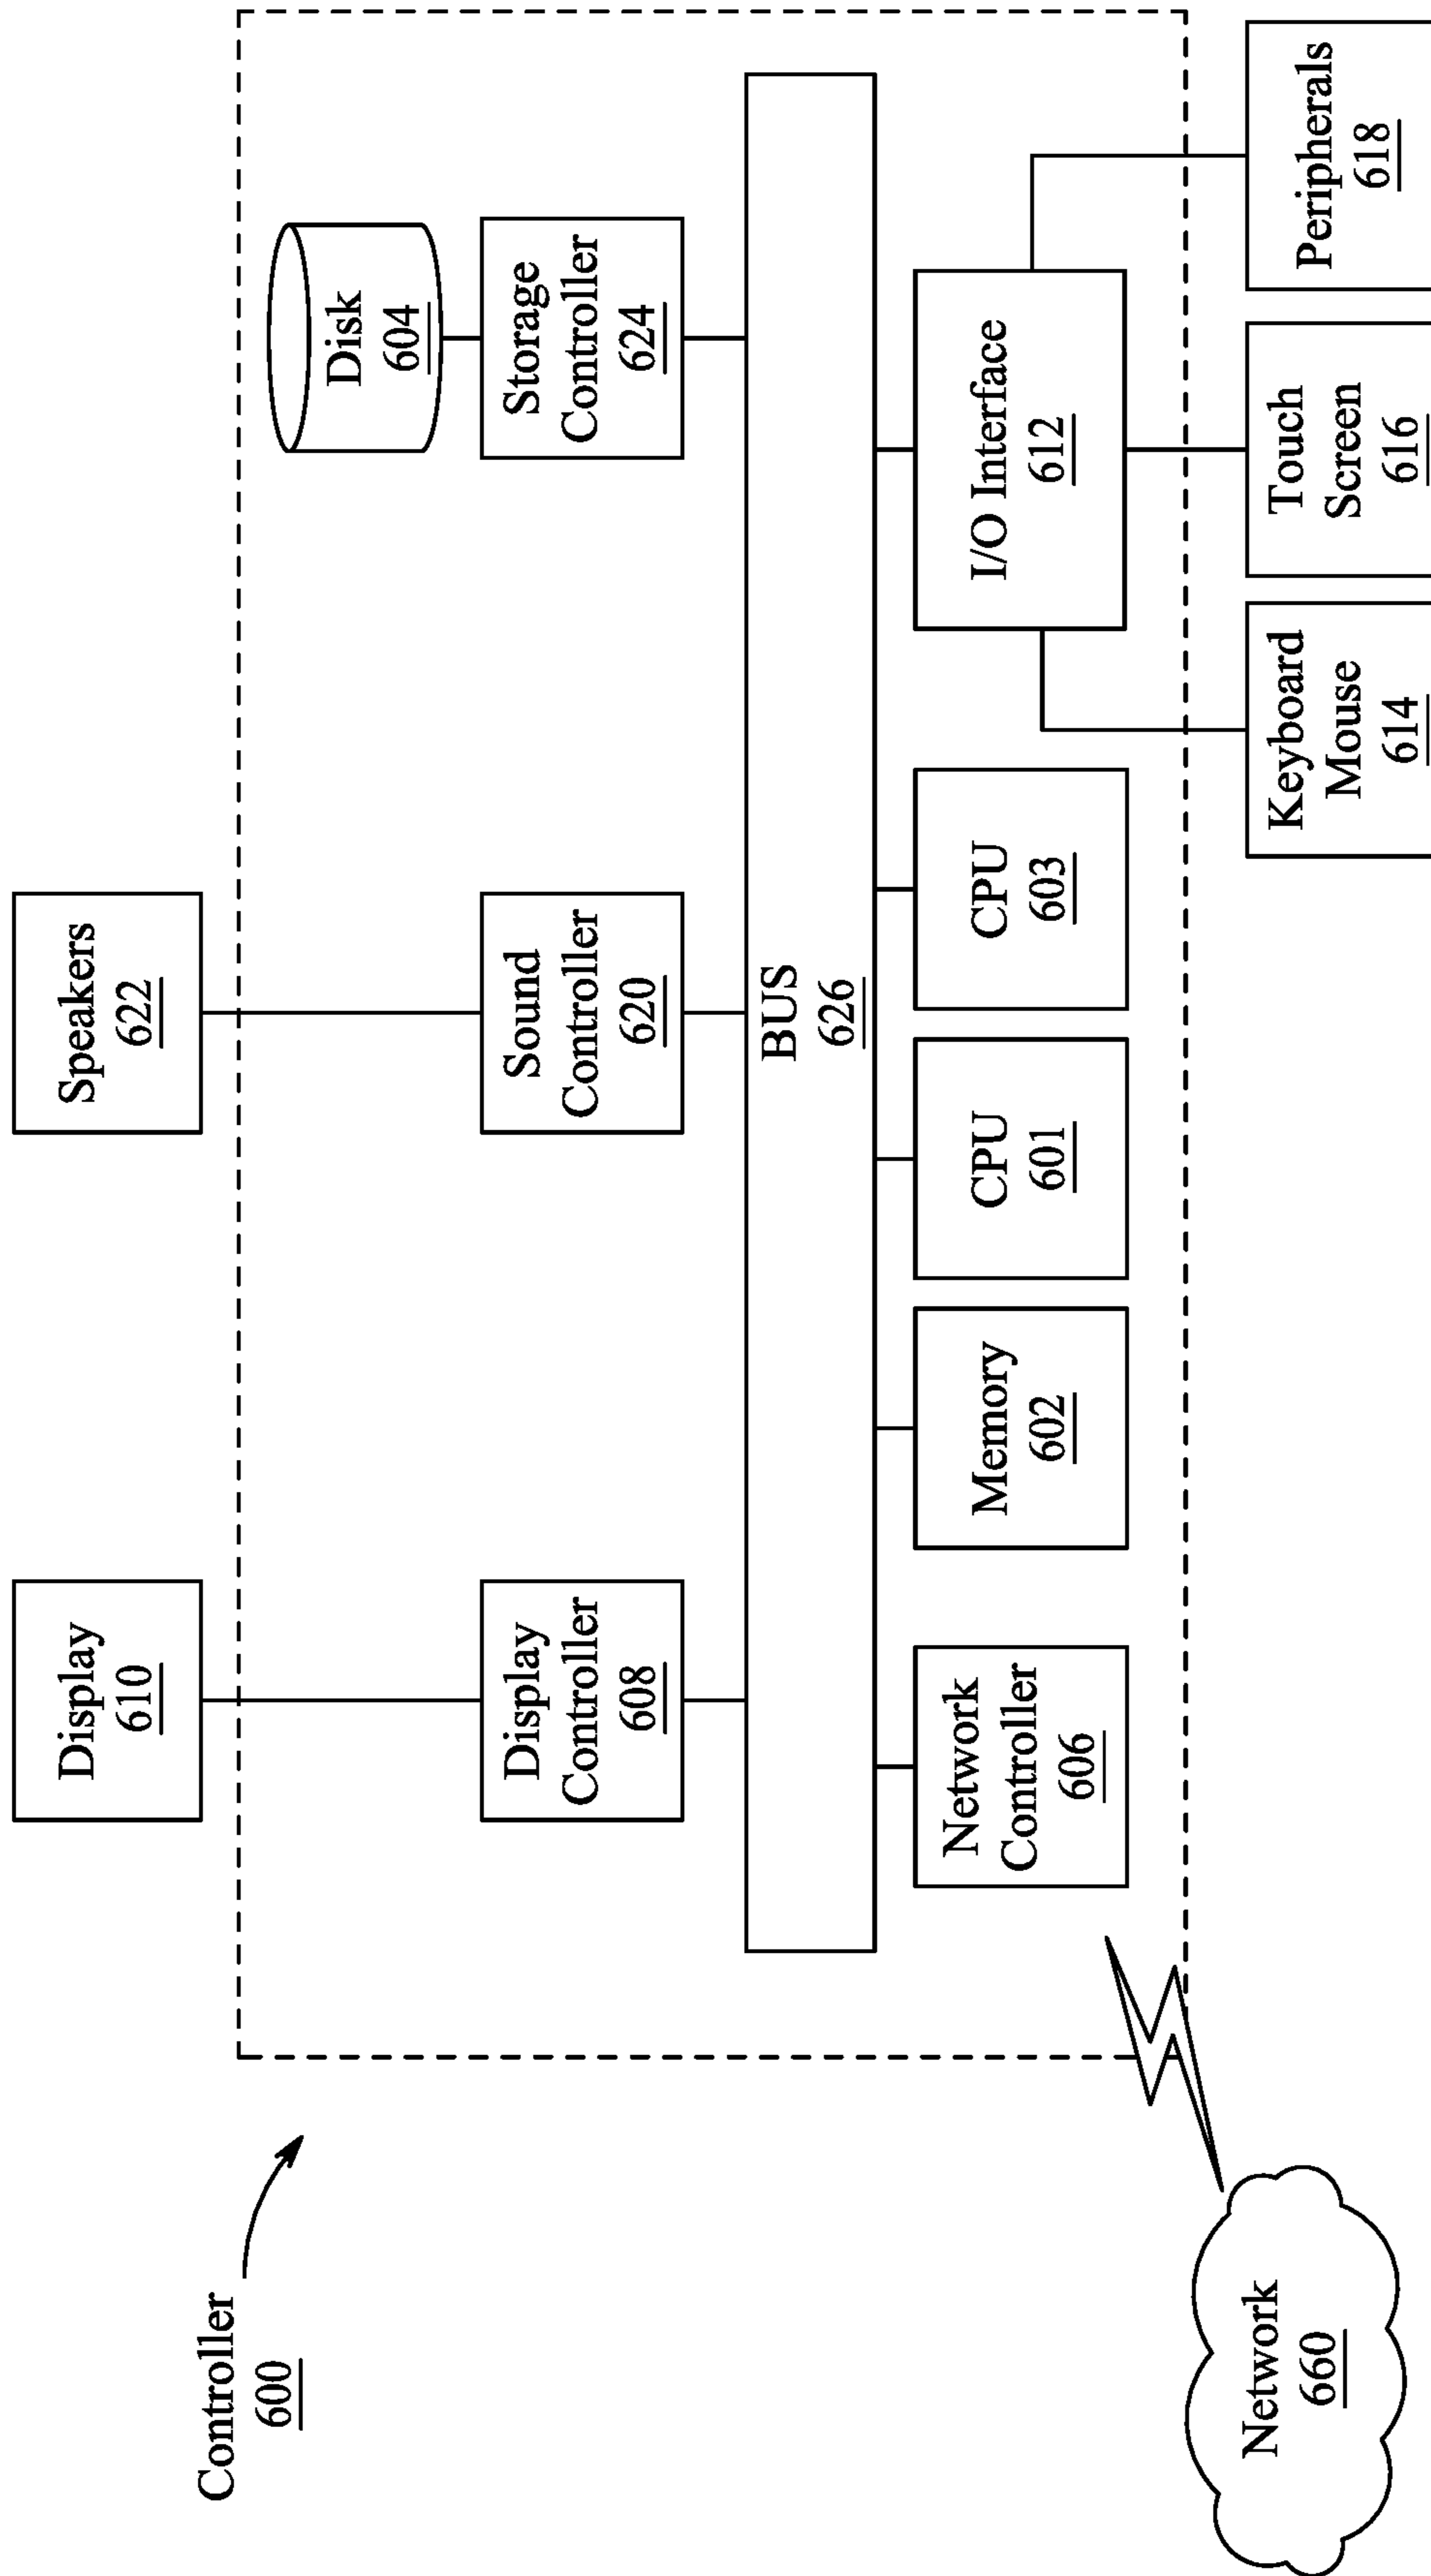 Controller
600
Display
610
Speakers
622
Disk
604
Display
Controller
608
Sound
Controller
620
Storage
Controller
624
BUS
626
Network
Controller
606
Memory
602
CPU
601
CPU
603
I/O Interface
612
Network
660
Keyboard
Mouse
614
Touch
Screen
616
Peripherals
618